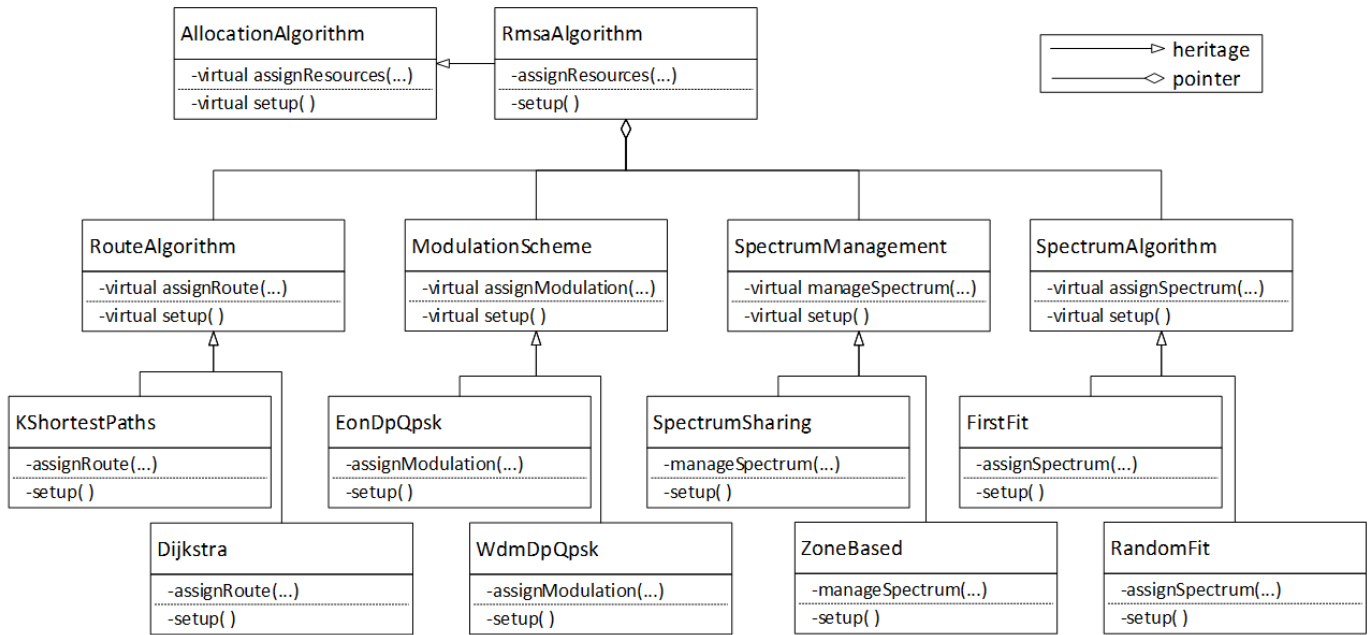 AllocationAlgorithm
-virtual assignResources(...)
-virtual setup( )
RmsaAlgorithm
-assignResources(...)
-setup( )
heritage
pointer
RouteAlgorithm
-virtual assignRoute(...)
-virtual setup( )
ModulationScheme
-virtual assignModulation(...)
-virtual setup( )
SpectrumManagement
-virtual manageSpectrum(...)
-virtual setup( )
SpectrumAlgorithm
-virtual assignSpectrum(...)
-virtual setup( )
KShortestPaths
-assignRoute(...)
-setup( )
EonDpQpsk
-assignModulation(...)
-setup( )
SpectrumSharing
-manageSpectrum(...)
-setup( )
FirstFit
-assignSpectrum(...)
-setup( )
Dijkstra
-assignRoute(...)
-setup( )
WdmDpQpsk
-assignModulation(...)
-setup( )
ZoneBased
-manageSpectrum(...)
-setup( )
RandomFit
-assignSpectrum(...)
-setup( )